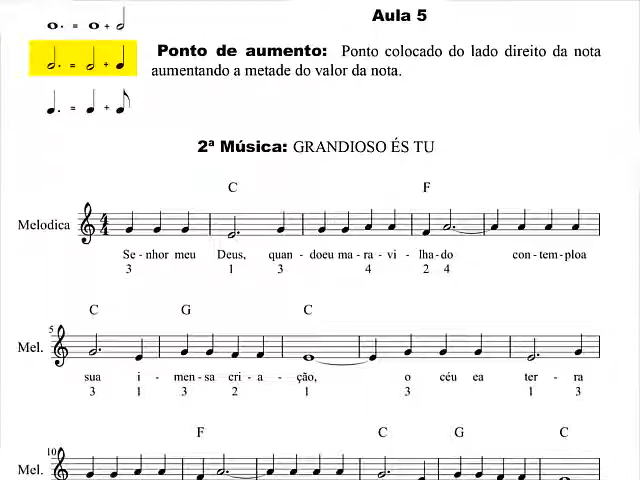 Aula 5
Ponto de aumento: Ponto colocado do lado direito da nota
aumentando a metade do valor da nota.
2ª Música: GRANDIOSO ÉS TU
C F
Melodica
Se - nhor meu Deus, quan - doeu ma - ra - vi - lha - do con - tem - ploa
3 1 3 4 2 4
C G C
5
Mel.
sua i - men - sa cri - a - ção, o céu ea ter - ra
3 1 3 2 1 3 1 3
F C G C
10
Mel.